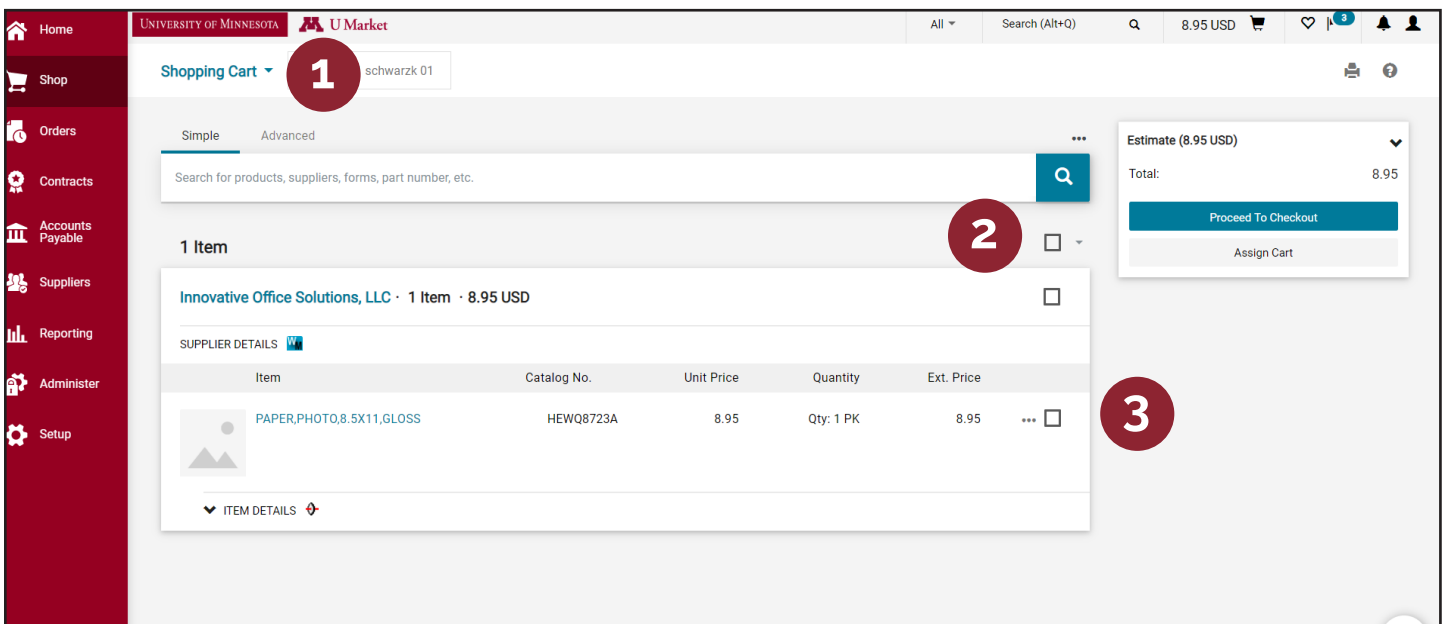 Home
UNIVERSITY OF MINNESOTA
M U Market
All
Search (Alt+Q)
8.95 USD
3
Shop
Shopping Cart
1
schwarzk 01
Orders
Simple
Advanced
Contracts
Search for products, suppliers, forms, part number, etc.
Accounts
Payable
Suppliers
Reporting
Administer
Setup
1 Item
2
Innovative Office Solutions, LLC · 1 Item · 8.95 USD
SUPPLIER DETAILS
Item Catalog No. Unit Price Quantity Ext. Price
PAPER,PHOTO,8.5X11,GLOSS HEWQ8723A 8.95 Qty: 1 PK 8.95
3
ITEM DETAILS
Estimate (8.95 USD)
Total: 8.95
Proceed To Checkout
Assign Cart